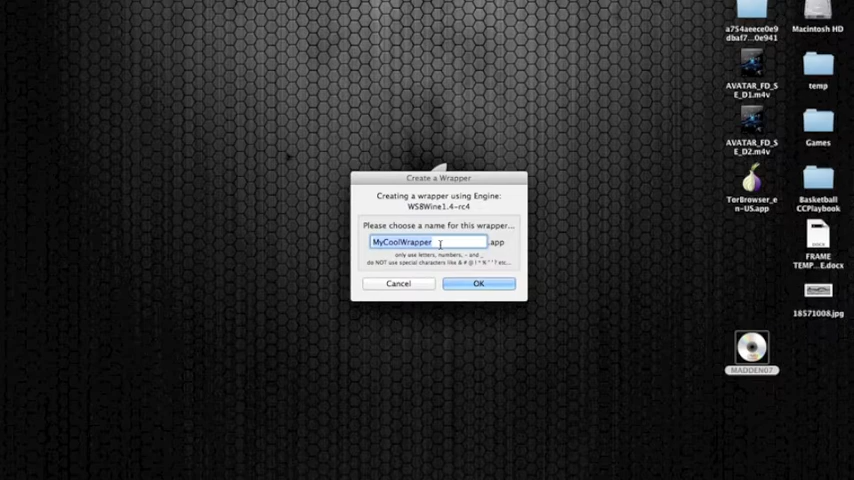 a754aeece0e9
dbaf7...0e941
Macintosh HD
AVATAR_FD_S
E_D1.m4v
temp
AVATAR_FD_S
E_D2.m4v
Games
TorBrowser_e
n-US.app
Basketball
CCPlaybook
FRAME
TEMP...E.docx
18571008.jpg
MADDEN07
Create a Wrapper
Creating a wrapper using Engine:
WS8Wine1.4-rc4
Please choose a name for this wrapper...
MyCoolWrapper .app
only use letters, numbers, - and _
do NOT use special characters like & # @ ! * % ^ ' ? etc...
Cancel OK